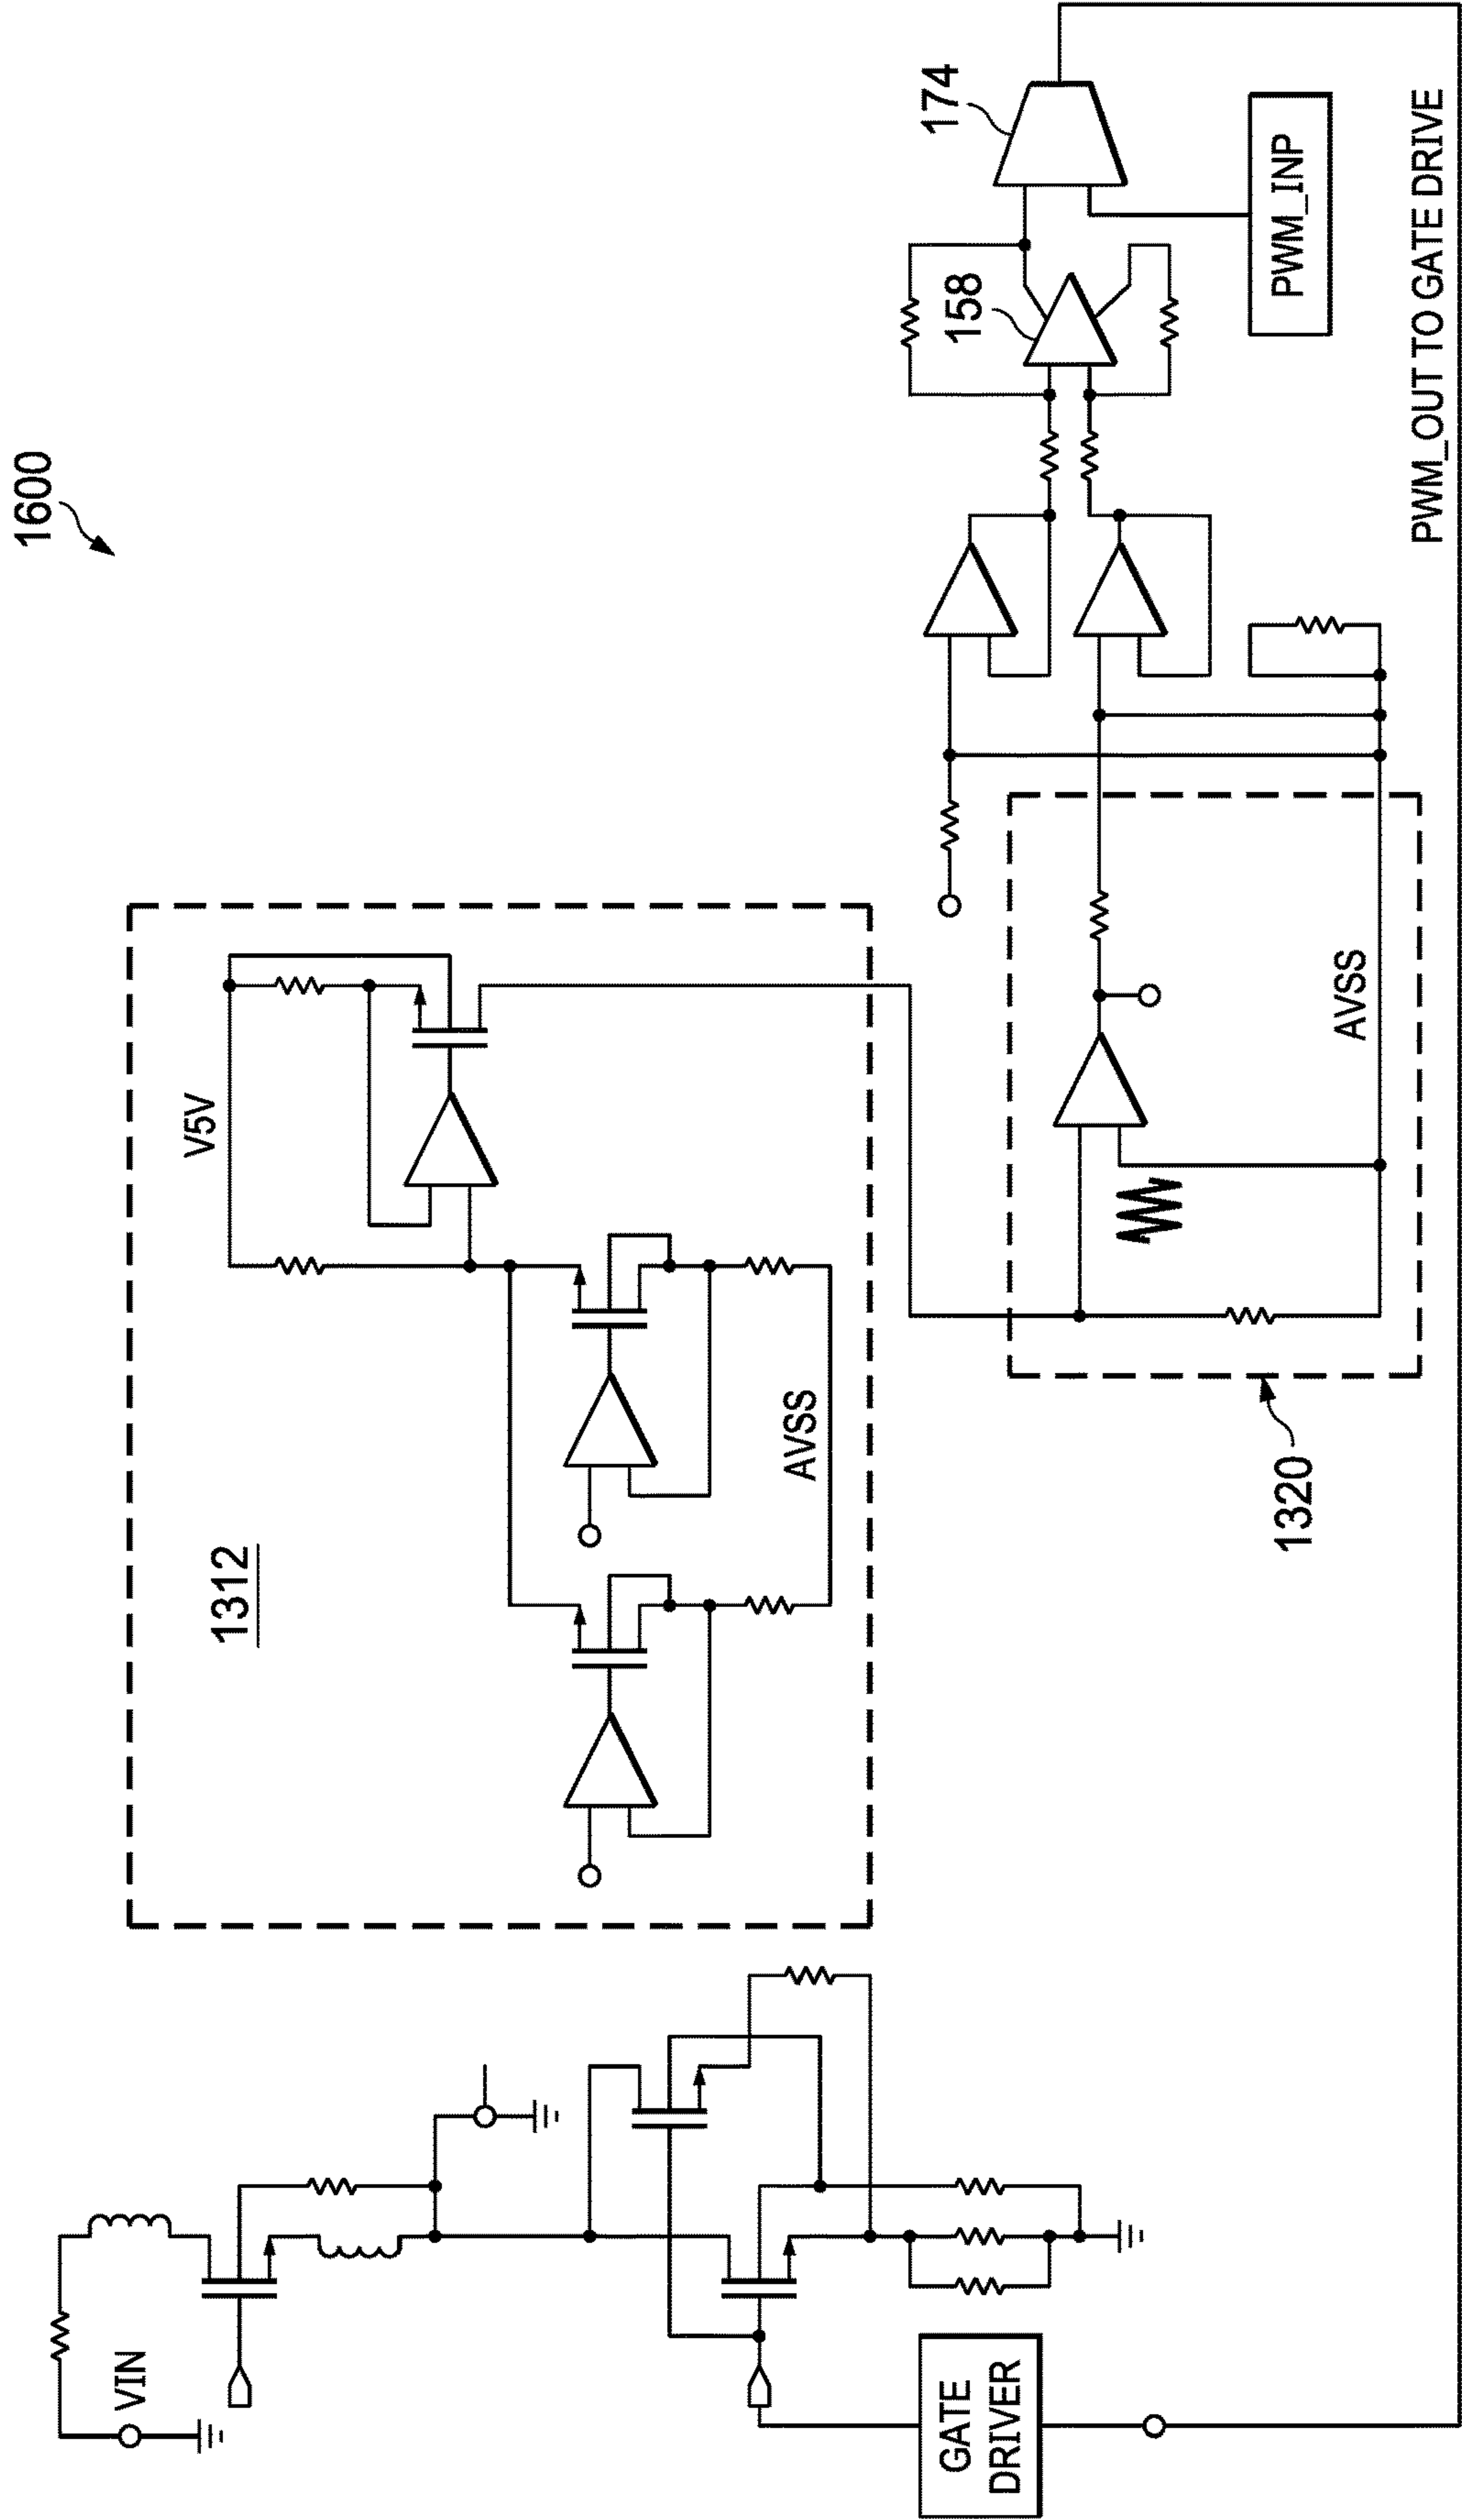 1600
VIN
GATE
DRIVER
1312
V5V
AVSS
1320
AVSS
158
174
PWM_INP
PWM_OUT TO GATE DRIVE